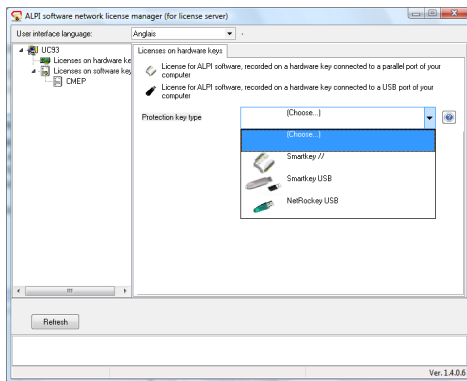 ALPI software network license manager (for license server)
User interface language:
Anglais
UC93
Licenses on hardware ke
Licenses on software key
CMEP
Licenses on hardware keys
License for ALPI software, recorded on a hardware key connected to a parallel port of your
computer
License for ALPI software, recorded on a hardware key connected to a USB port of your
computer
Protection key type
(Choose...)
(Choose...)
Smartkey //
Smartkey USB
NetRockey USB
Refresh
Ver. 1.4.0.6